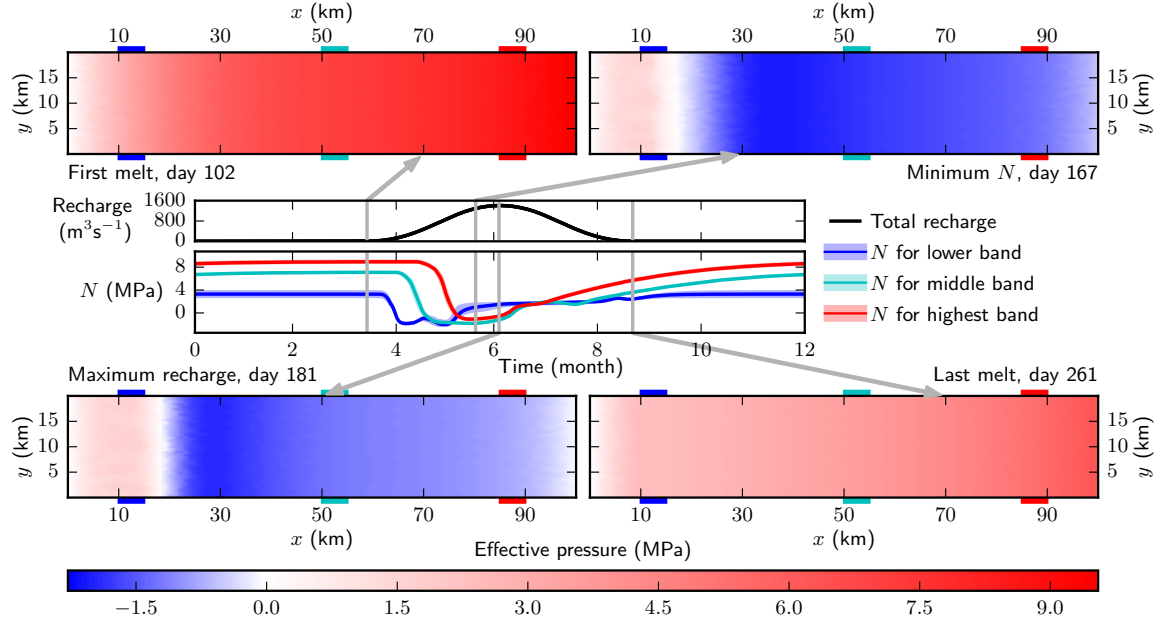 x (km)
x (km)
10 30 50 70 90
10 30 50 70 90
y (km)
15
10
5
15
10
5
y (km)
First melt, day 102
Minimum N, day 167
Recharge
(m³s⁻¹)
1600
800
0
Total recharge
N for lower band
N for middle band
N for highest band
N (MPa)
8
4
0
0 2 4 6 8 10 12
Time (month)
Maximum recharge, day 181
Last melt, day 261
y (km)
15
10
5
15
10
5
y (km)
10 30 50 70 90
10 30 50 70 90
x (km)
x (km)
Effective pressure (MPa)
−1.5 0.0 1.5 3.0 4.5 6.0 7.5 9.0